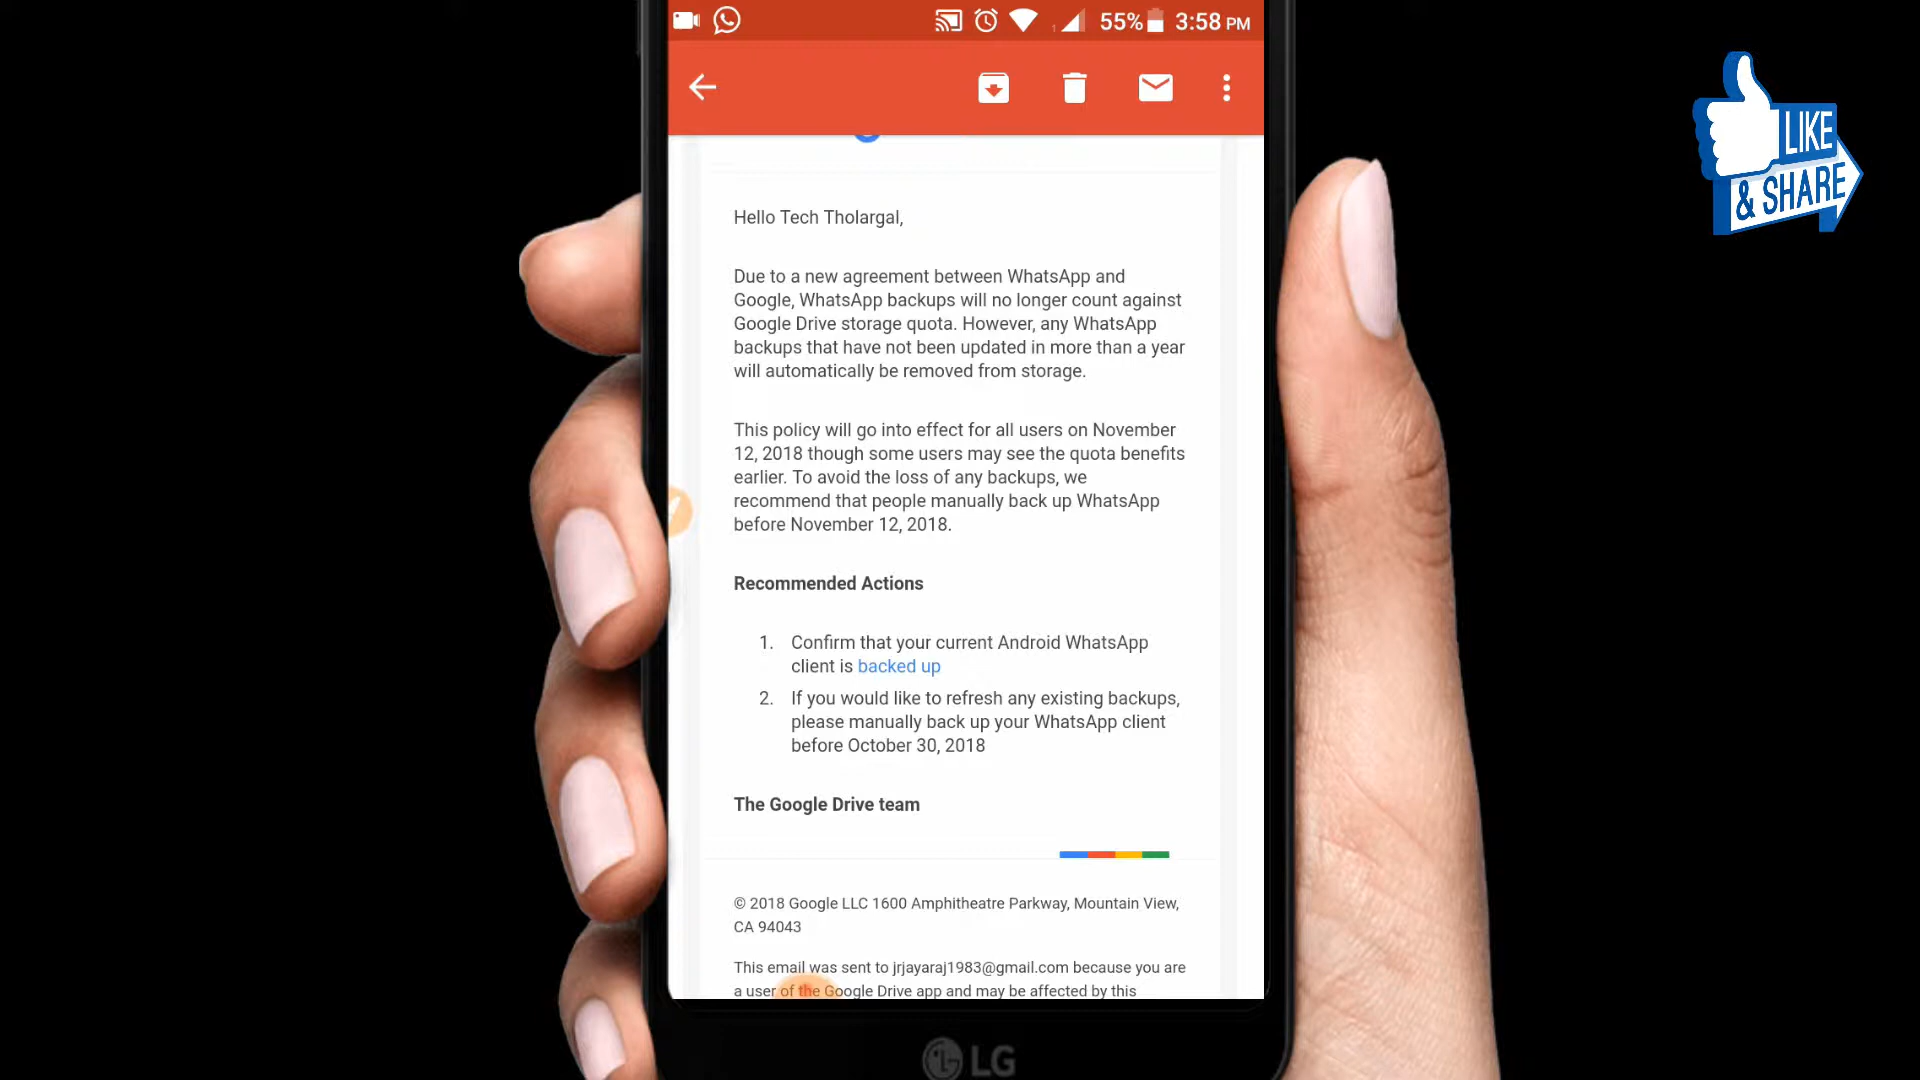 55% 3:58 PM
LIKE
& SHARE
Hello Tech Tholargal,
Due to a new agreement between WhatsApp and
Google, WhatsApp backups will no longer count against
Google Drive storage quota. However, any WhatsApp
backups that have not been updated in more than a year
will automatically be removed from storage.
This policy will go into effect for all users on November
12, 2018 though some users may see the quota benefits
earlier. To avoid the loss of any backups, we
recommend that people manually back up WhatsApp
before November 12, 2018.
Recommended Actions
1. Confirm that your current Android WhatsApp
client is backed up
2. If you would like to refresh any existing backups,
please manually back up your WhatsApp client
before October 30, 2018
The Google Drive team
© 2018 Google LLC 1600 Amphitheatre Parkway, Mountain View,
CA 94043
This email was sent to jrjayaraj1983@gmail.com because you are
a user of the Google Drive app and may be affected by this
LG